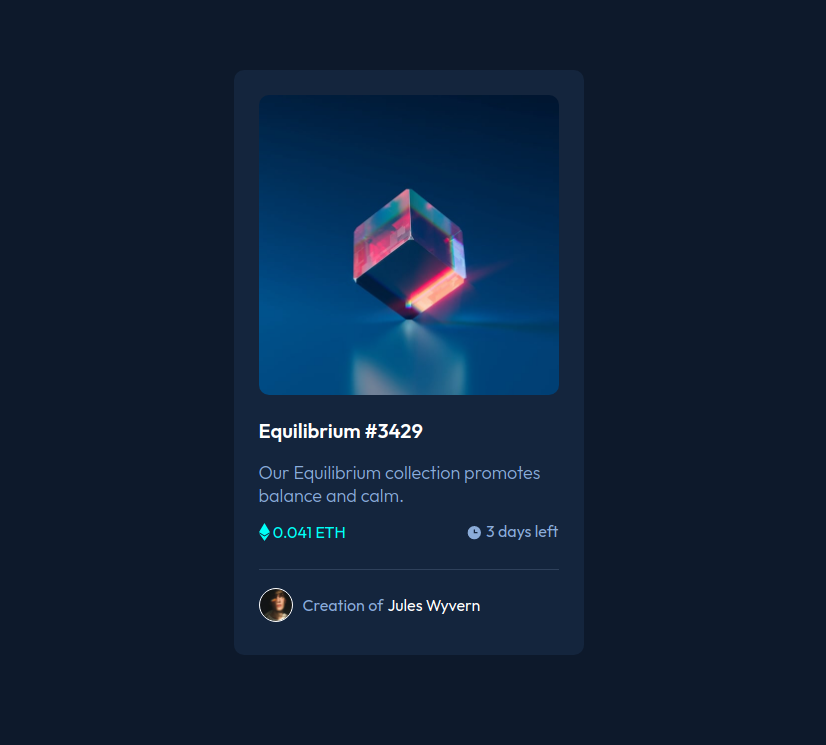 Equilibrium #3429
Our Equilibrium collection promotes
balance and calm.
0.041 ETH
3 days left
Creation of Jules Wyvern